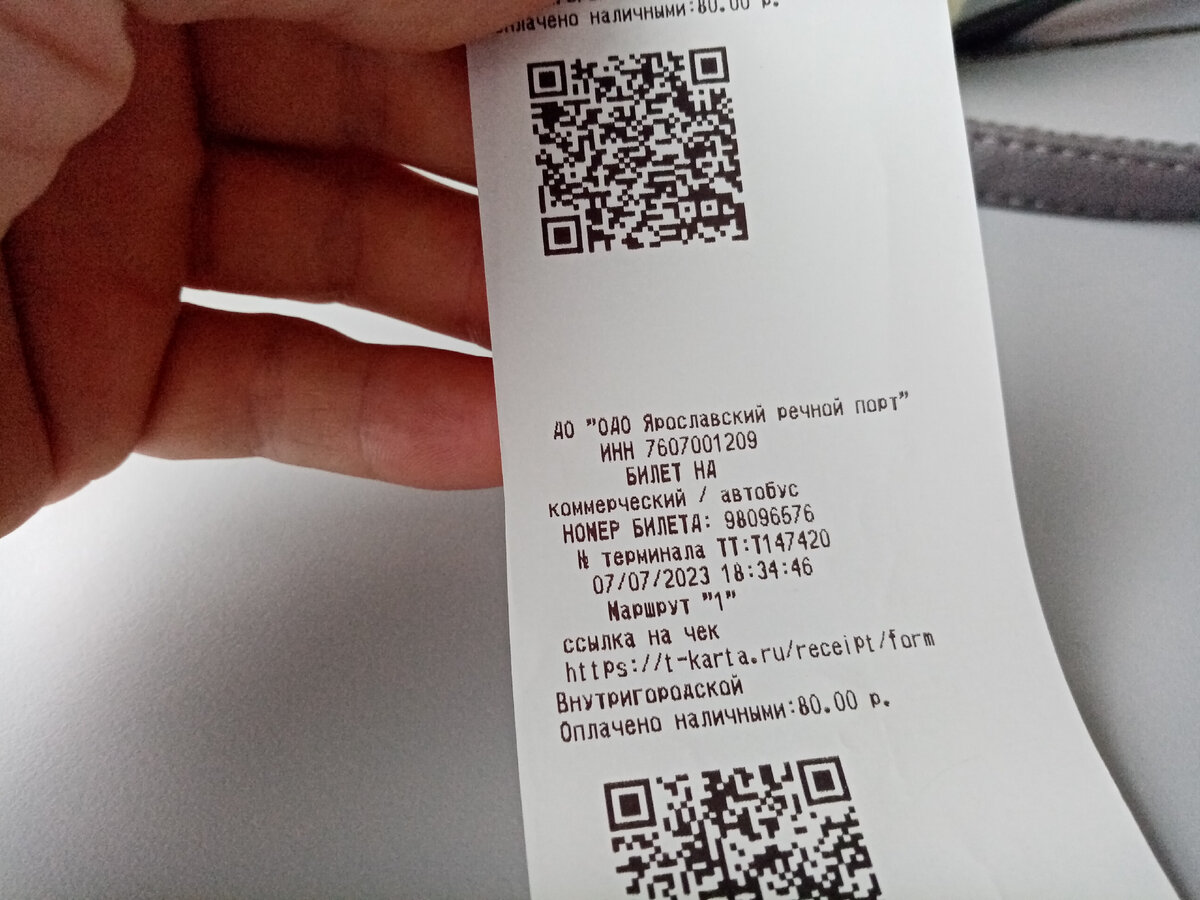 Оплачено наличными:80.00 р.
АО "ОАО Ярославский речной порт"
ИНН 7607001209
БИЛЕТ НА
коммерческий / автобус
НОМЕР БИЛЕТА: 98096576
№ терминала ТТ:Т147420
07/07/2023 18:34:46
Маршрут "1"
ссылка на чек
https://t-karta.ru/receipt/form
Внутригородской
Оплачено наличными:80.00 р.